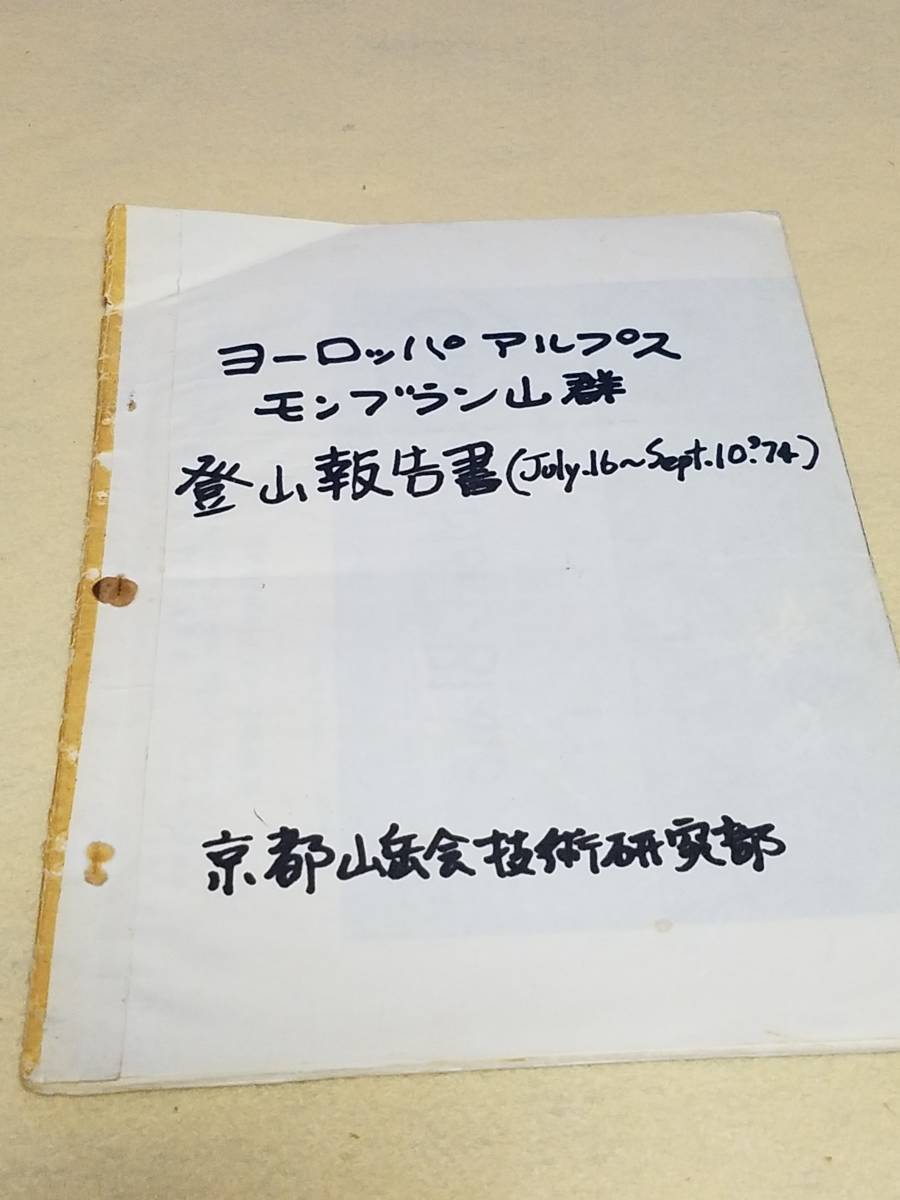 ヨーロッパ アルプス
モンブラン山群
登山報告書(July.16~Sept.10.'74)
京都山岳会技術研究部